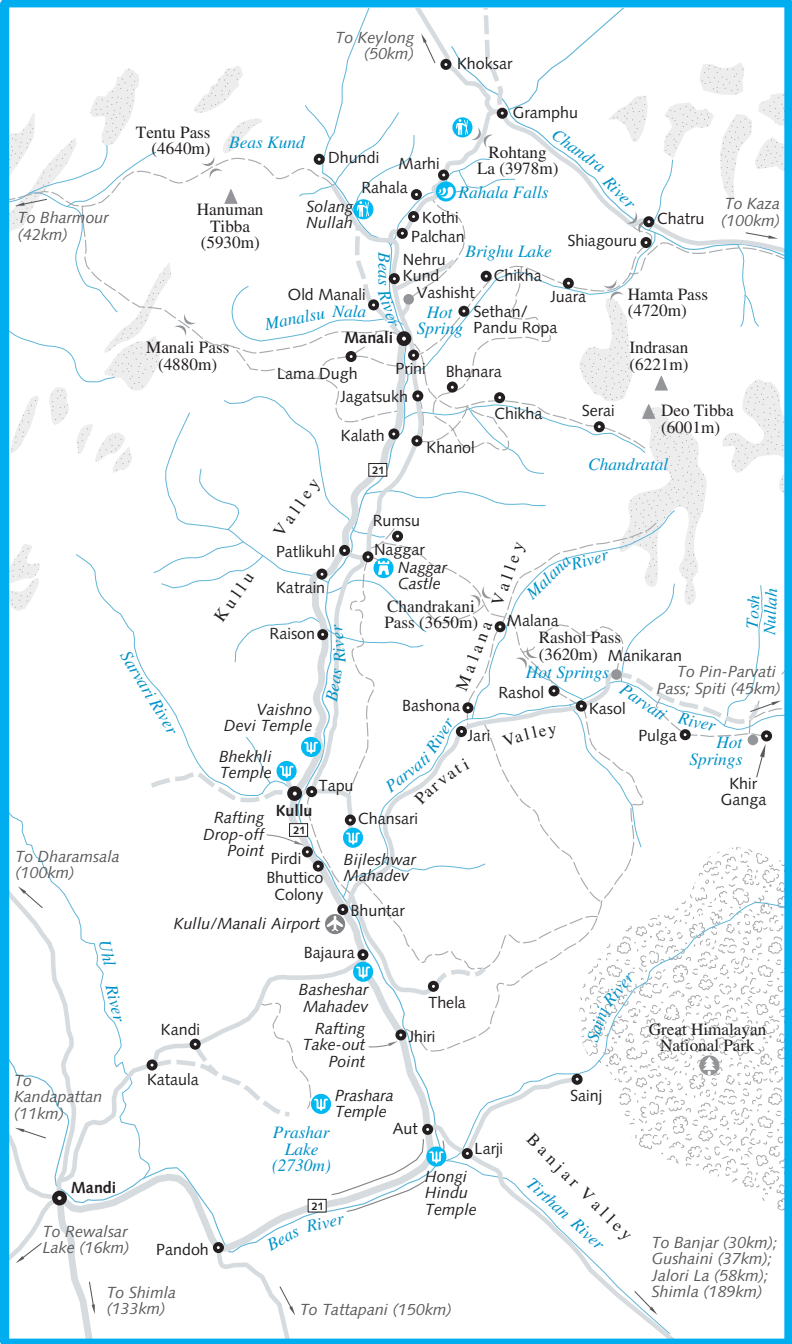 To Keylong
(50km)
Khoksar
Gramphu
Tentu Pass
(4640m)
Beas Kund
Dhundi
Marhi
Rohtang
La (3978m)
Chandra River
Rahala
Rahala Falls
To Bharmour
(42km)
Hanuman
Tibba
(5930m)
Solang
Nullah
Kothi
Palchan
To Kaza
(100km)
Chatru
Shiagouru
Brighu Lake
Nehru
Kund
Beas River
Chikha
Juara
Old Manali
Vashisht
Hamta Pass
(4720m)
Manalsu Nala
Hot
Spring
Sethan/
Pandu Ropa
Manali
Manali Pass
(4880m)
Prini
Indrasan
(6221m)
Lama Dugh
Bhanara
Jagatsukh
Chikha
Serai
Deo Tibba
(6001m)
Kalath
Khanol
Chandratal
21
Kullu Valley
Rumsu
Patlikuhl
Naggar
Naggar
Castle
Katrain
Malana River
Malana Valley
Chandrakani
Pass (3650m)
Malana
Tosh
Nullah
Raison
Rashol Pass
(3620m)
Manikaran
Beas River
Sarvari River
Hot Springs
To Pin-Parvati
Pass; Spiti (45km)
Rashol
Parvati River
Bashona
Kasol
Vaishno
Devi Temple
Jari
Parvati Valley
Pulga
Hot
Springs
Parvati River
Bhekhli
Temple
Khir
Ganga
Tapu
Kullu
Rafting
Drop-off
Point
21
Chansari
Pirdi
Bijleshwar
Mahadev
To Dharamsala
(100km)
Bhuttico
Colony
Bhuntar
Kullu/Manali Airport
Uhl River
Bajaura
Basheshar
Mahadev
Thela
Sainj River
Kandi
Rafting
Take-out
Point
Jhiri
Great Himalayan
National Park
Kataula
To
Kandapattan
(11km)
Prashara
Temple
Sainj
Prashar
Lake
(2730m)
Aut
Larji
Banjar Valley
Mandi
Hongi
Hindu
Temple
Tirthan River
21
Beas River
To Rewalsar
Lake (16km)
Pandoh
To Banjar (30km);
Gushaini (37km);
Jalori La (58km);
Shimla (189km)
To Shimla
(133km)
To Tattapani (150km)